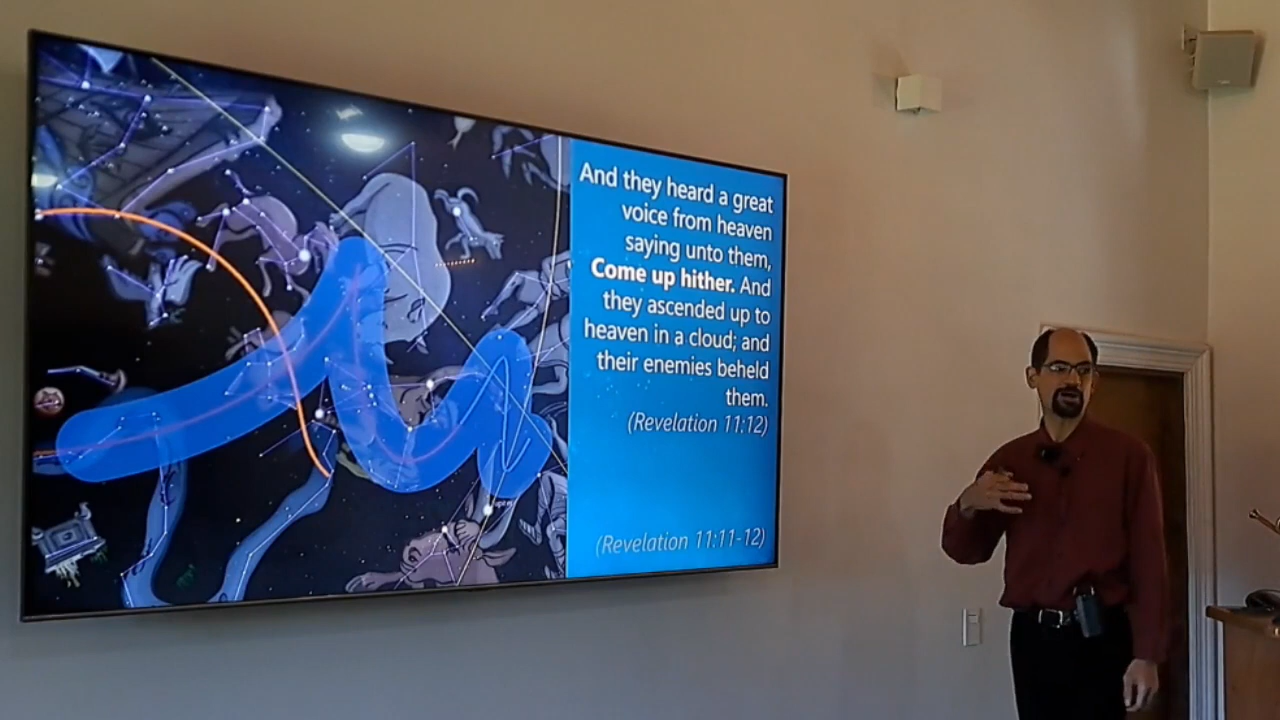 And they heard a great
voice from heaven
saying unto them,
Come up hither. And
they ascended up to
heaven in a cloud; and
their enemies beheld
them.
(Revelation 11:12)
(Revelation 11:11-12)